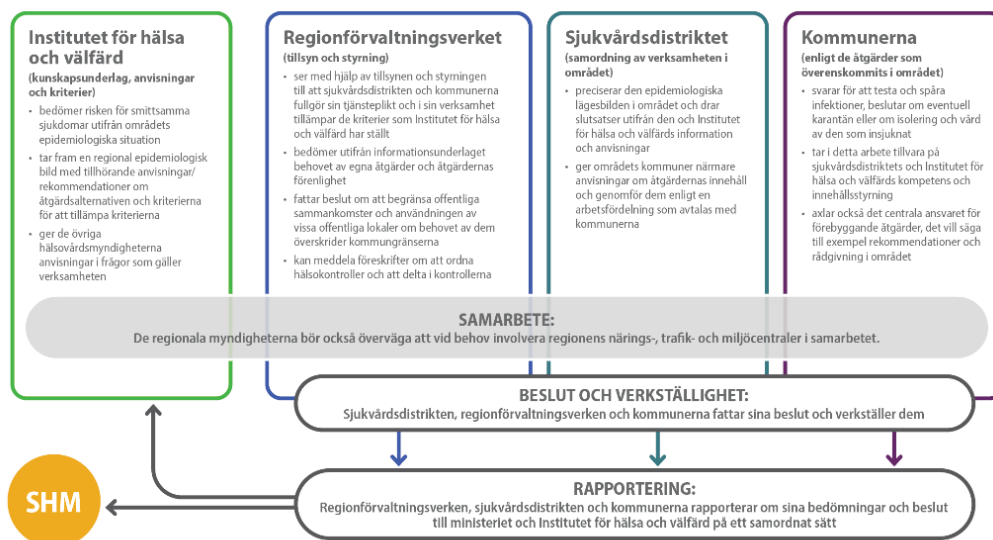 Institutet för hälsa
och välfärd
(kunskapsunderlag, anvisningar
och kriterier)
• bedömer risken för smittsamma
sjukdomar utifrån områdets
epidemiologiska situation
• tar fram en regional epidemiologisk
bild med tillhörande anvisningar/
rekommendationer om
åtgärdsalternativen och kriterierna
för att tillämpa kriterierna
• ger de övriga
hälsovårdsmyndigheterna
anvisningar i frågor som gäller
verksamheten
Regionförvaltningsverket
(tillsyn och styrning)
• ser med hjälp av tillsynen och styrningen
till att sjukvårdsdistrikten och kommunerna
fullgör sin tjänsteplikt och i sin verksamhet
tillämpar de kriterier som Institutet för hälsa
och välfärd har ställt
• bedömer utifrån informationsunderlaget
behovet av egna åtgärder och åtgärdernas
förenlighet
• fattar beslut om att begränsa offentliga
sammankomster och användningen av
vissa offentliga lokaler om behovet av dem
överskrider kommungränserna
• kan meddela föreskrifter om att ordna
hälsokontroller och att delta i kontrollerna
Sjukvårdsdistriktet
(samordning av verksamheten i
området)
• preciserar den epidemiologiska
lägesbilden i området och drar
slutsatser utifrån den och Institutet
för hälsa och välfärds information
och anvisningar
• ger områdets kommuner närmare
anvisningar om åtgärdernas innehåll
och genomför dem enligt en
arbetsfördelning som avtalas med
kommunerna
Kommunerna
(enligt de åtgärder som
överenskommits i området)
• svarar för att testa och spåra
infektioner, beslutar om eventuell
karantän eller om isolering och vård
av den som insjuknat
• tar i detta arbete tillvara på
sjukvårdsdistriktets och Institutet för
hälsa och välfärds kompetens och
innehållsstyrning
• axlar också det centrala ansvaret för
förebyggande åtgärder, det vill säga
till exempel rekommendationer och
rådgivning i området
SAMARBETE:
De regionala myndigheterna bör också överväga att vid behov involvera regionens närings-, trafik- och miljöcentraler i samarbetet.
BESLUT OCH VERKSTÄLLIGHET:
Sjukvårdsdistrikten, regionförvaltningsverken och kommunerna fattar sina beslut och verkställer dem
SHM
RAPPORTERING:
Regionförvaltningsverken, sjukvårdsdistrikten och kommunerna rapporterar om sina bedömningar och beslut
till ministeriet och Institutet för hälsa och välfärd på ett samordnat sätt